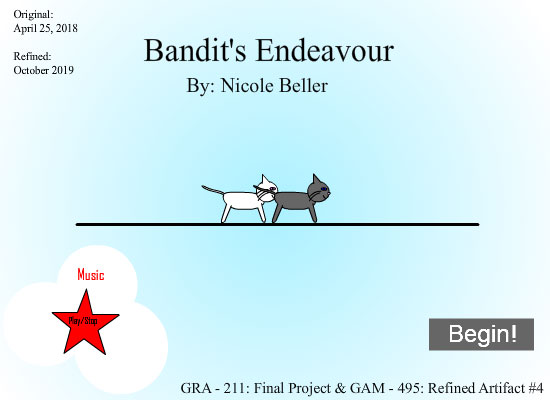 Original:
April 25, 2018
Refined:
October 2019
Bandit's Endeavour
By: Nicole Beller
Music
Play/Stop
Begin!
GRA - 211: Final Project & GAM - 495: Refined Artifact #4